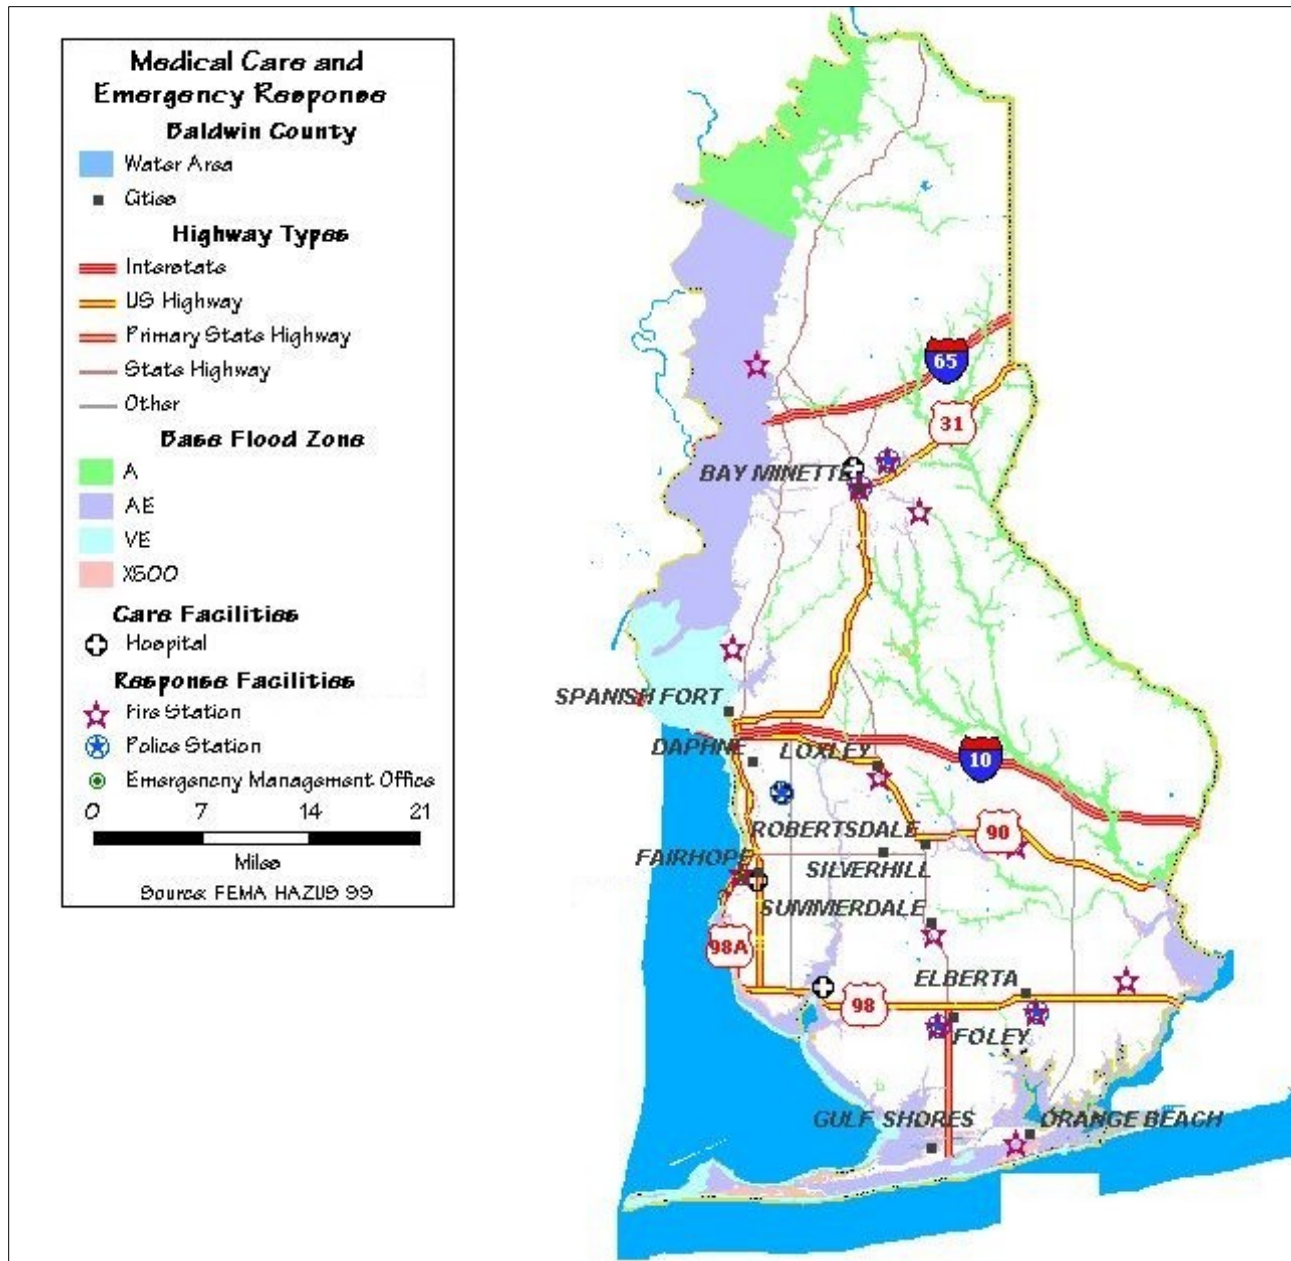 Medical Care and
Emergency Response
Baldwin County
Water Area
Cities
Highway Types
Interstate
US Highway
Primary State Highway
State Highway
Other
Base Flood Zone
A
AE
VE
X500
Care Facilities
Hospital
Response Facilities
Fire Station
Police Station
Emergency Management Office
0 7 14 21
Miles
Source: FEMA HAZUS 99
65
31
BAY MINETTE
SPANISH FORT
DAPHNE
LOXLEY
10
ROBERTSDALE
90
FAIRHOPE
SILVERHILL
SUMMERDALE
98A
ELBERTA
98
FOLEY
GULF SHORES
ORANGE BEACH